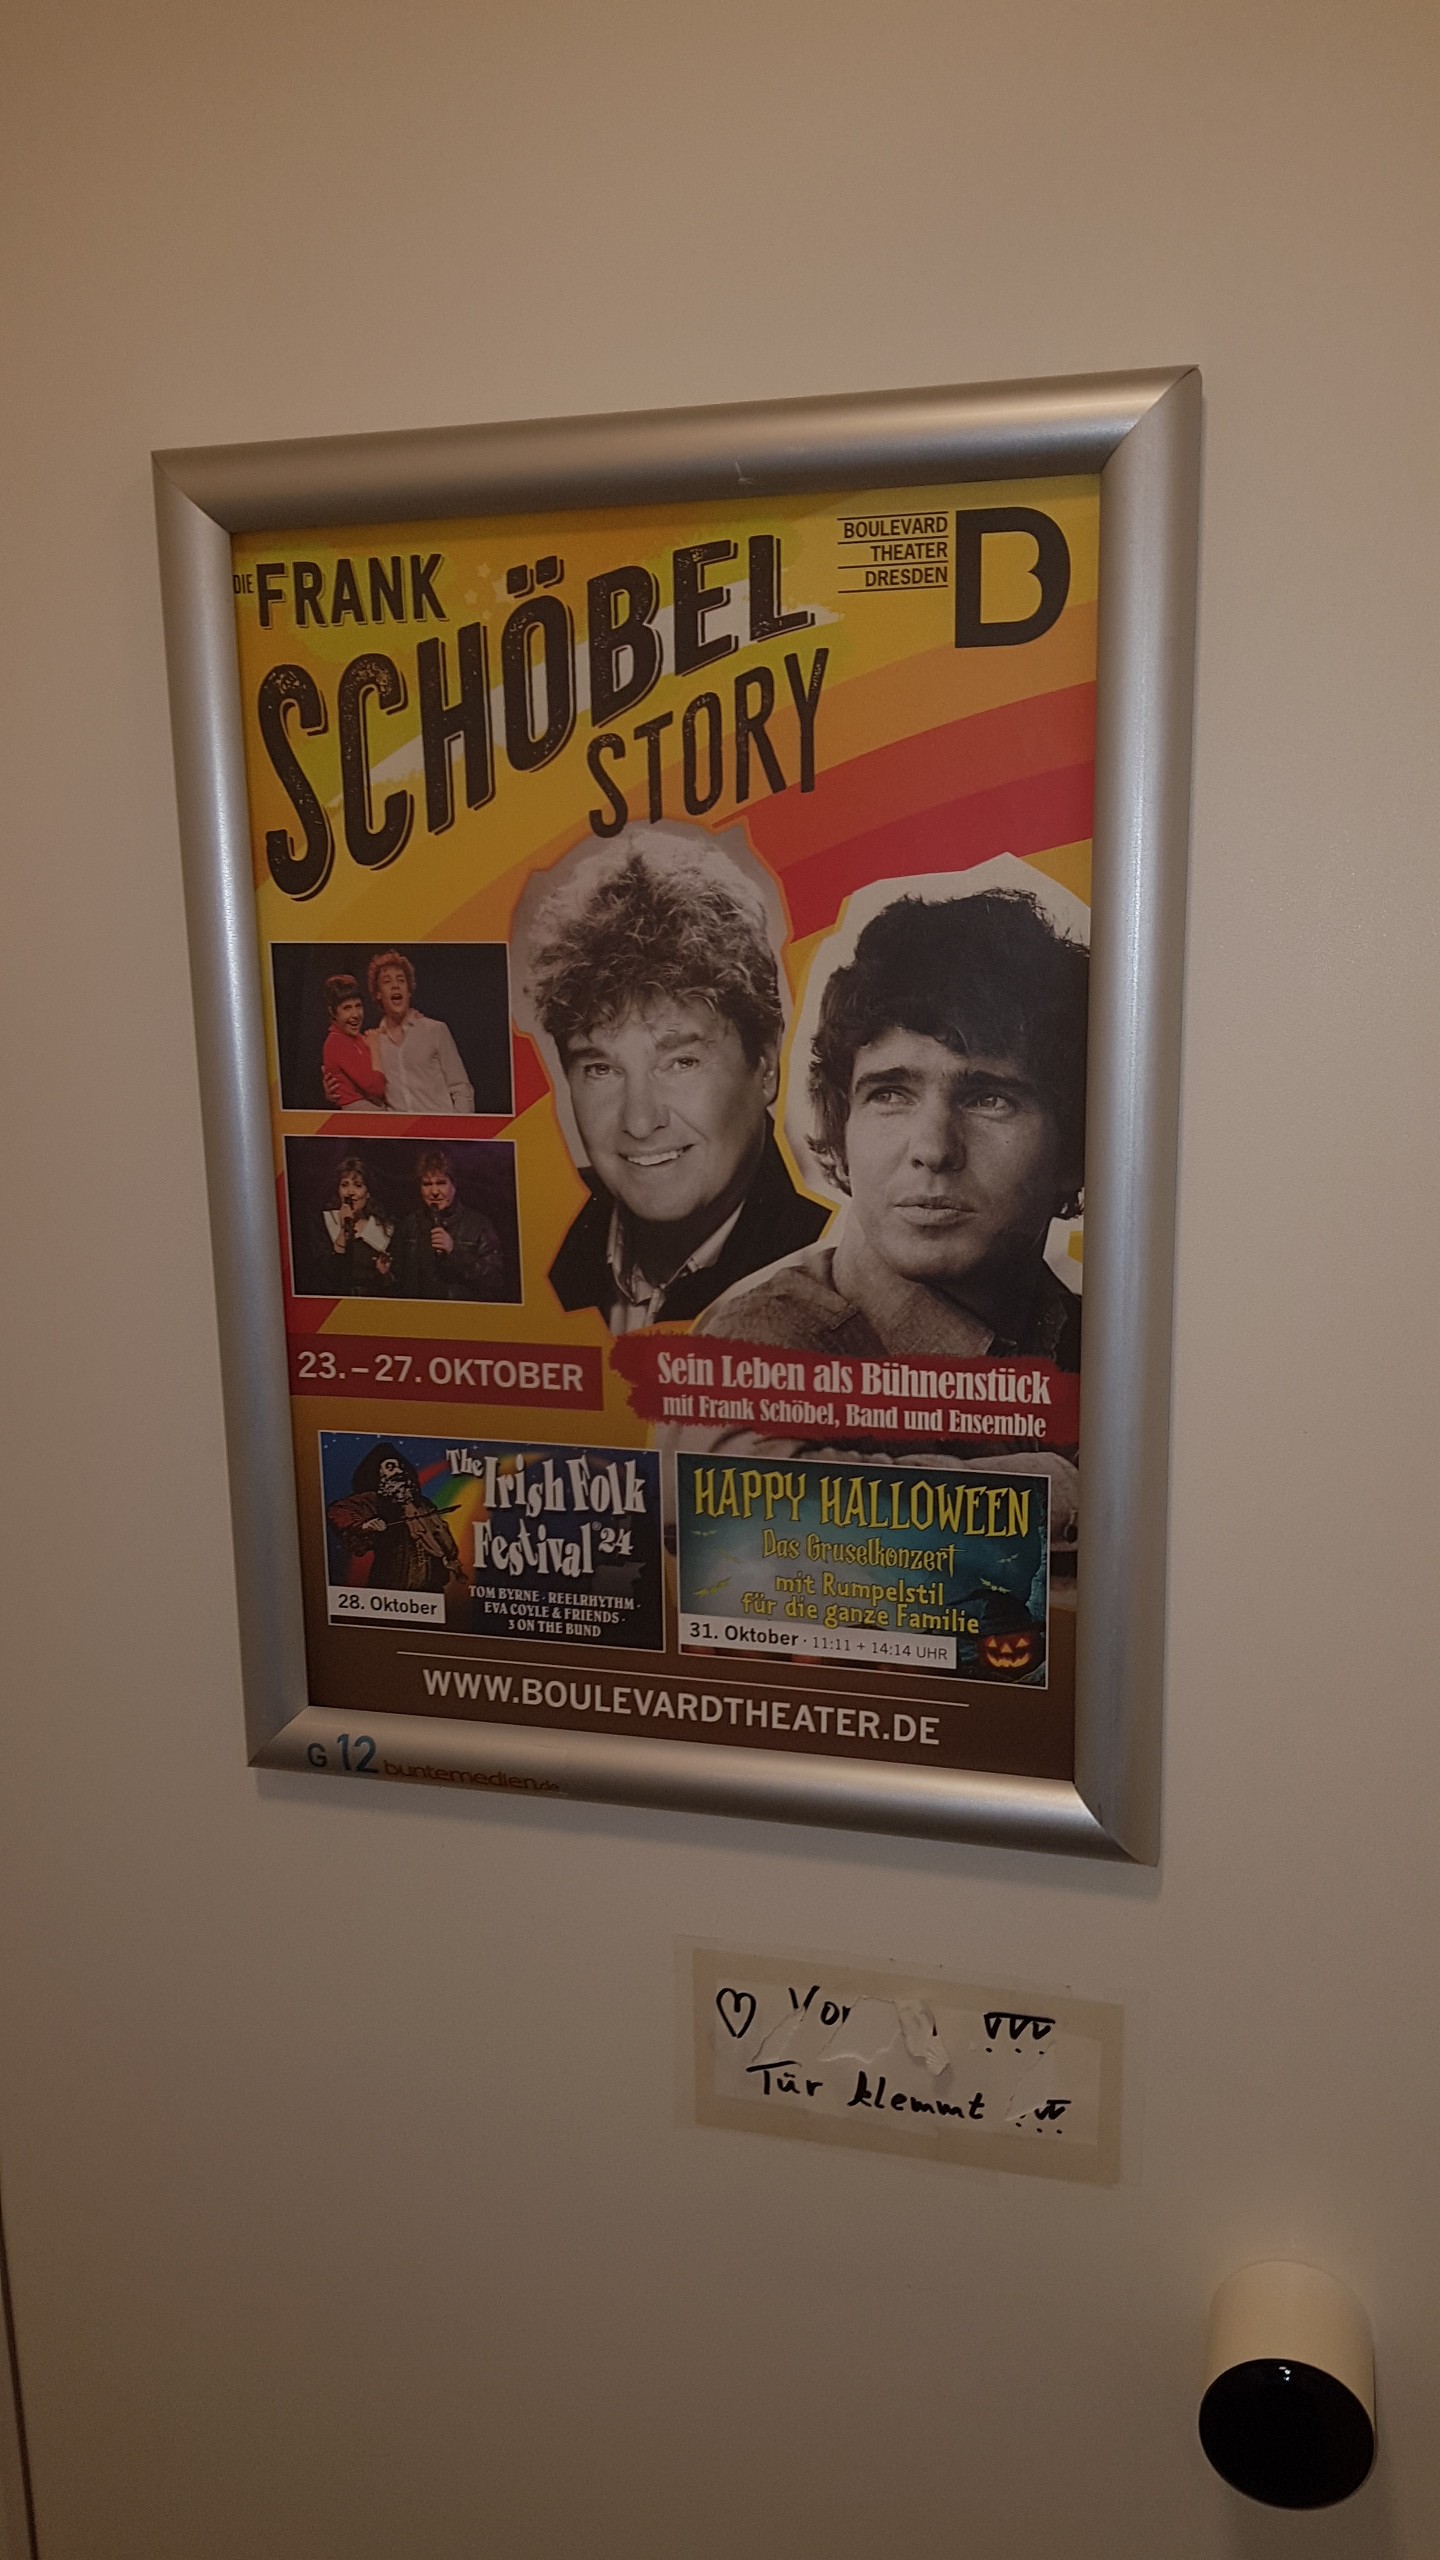 DIE FRANK
SCHÖBEL
STORY
BOULEVARD
THEATER
DRESDEN
B
23. – 27. OKTOBER
Sein Leben als Bühnenstück
mit Frank Schöbel, Band und Ensemble
The Irish Folk
Festival '24
TOM BYRNE · REELRHYTHM ·
EVA COYLE & FRIENDS ·
3 ON THE BUND
28. Oktober
HAPPY HALLOWEEN
Das Gruselkonzert
mit Rumpelstil
für die ganze Familie
31. Oktober · 11:11 + 14:14 UHR
WWW.BOULEVARDTHEATER.DE
G 12 buntemedien.de
Tür klemmt